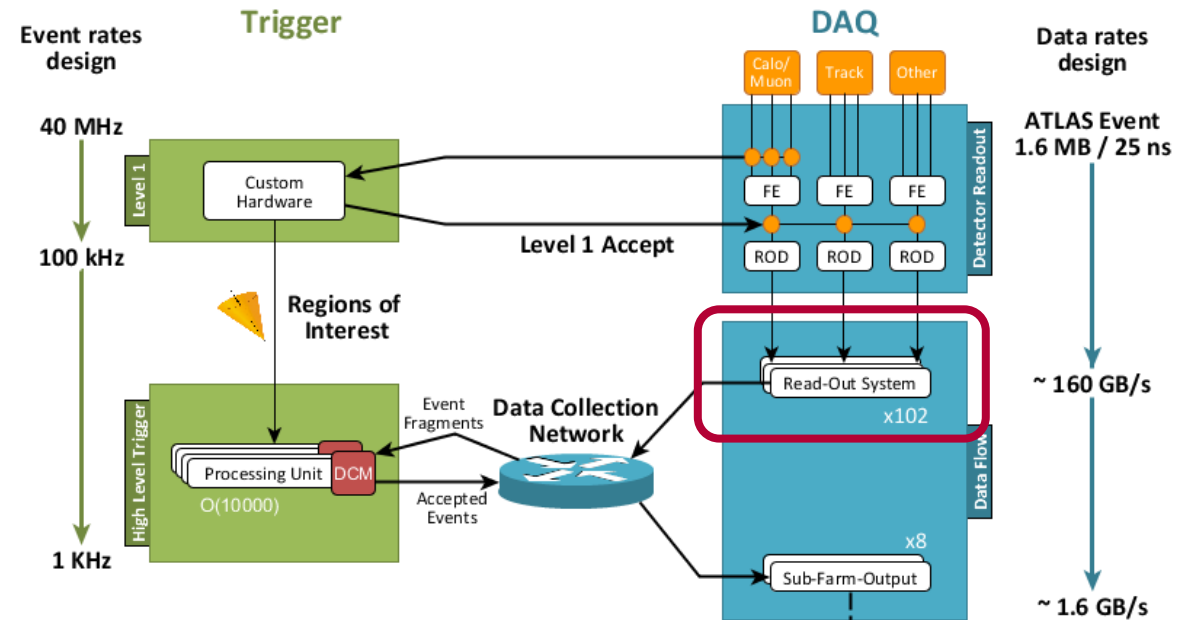 Trigger
DAQ
Event rates
design
Data rates
design
Calo/
Muon
Track
Other
40 MHz
ATLAS Event
1.6 MB / 25 ns
Level 1
Custom
Hardware
FE
FE
FE
Detector Readout
Level 1 Accept
100 kHz
ROD
ROD
ROD
Regions of
Interest
Read-Out System
~ 160 GB/s
x102
Event
Fragments
Data Collection
Network
High Level Trigger
Processing Unit
DCM
O(10000)
Accepted
Events
Data Flow
1 KHz
x8
Sub-Farm-Output
~ 1.6 GB/s